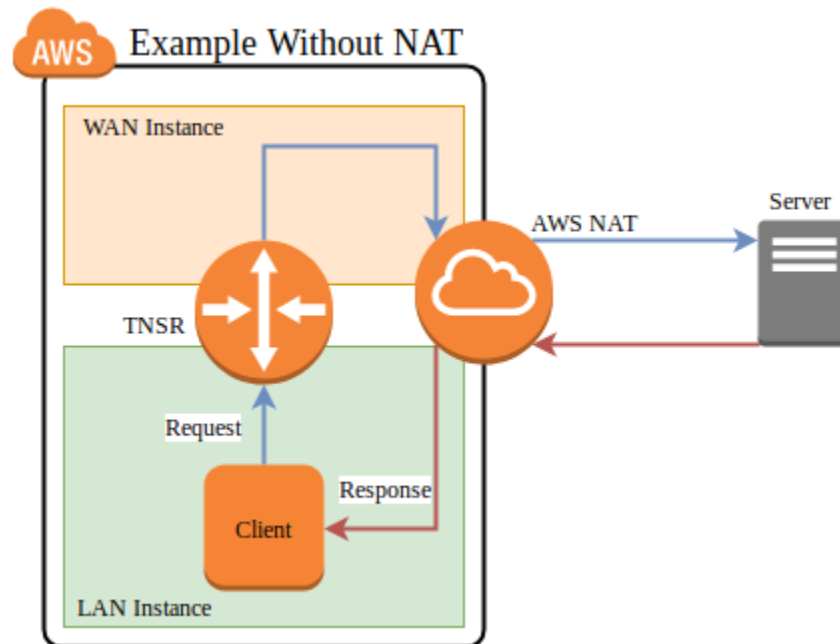 AWS
Example Without NAT
WAN Instance
Server
AWS NAT
TNSR
Request
Response
Client
LAN Instance